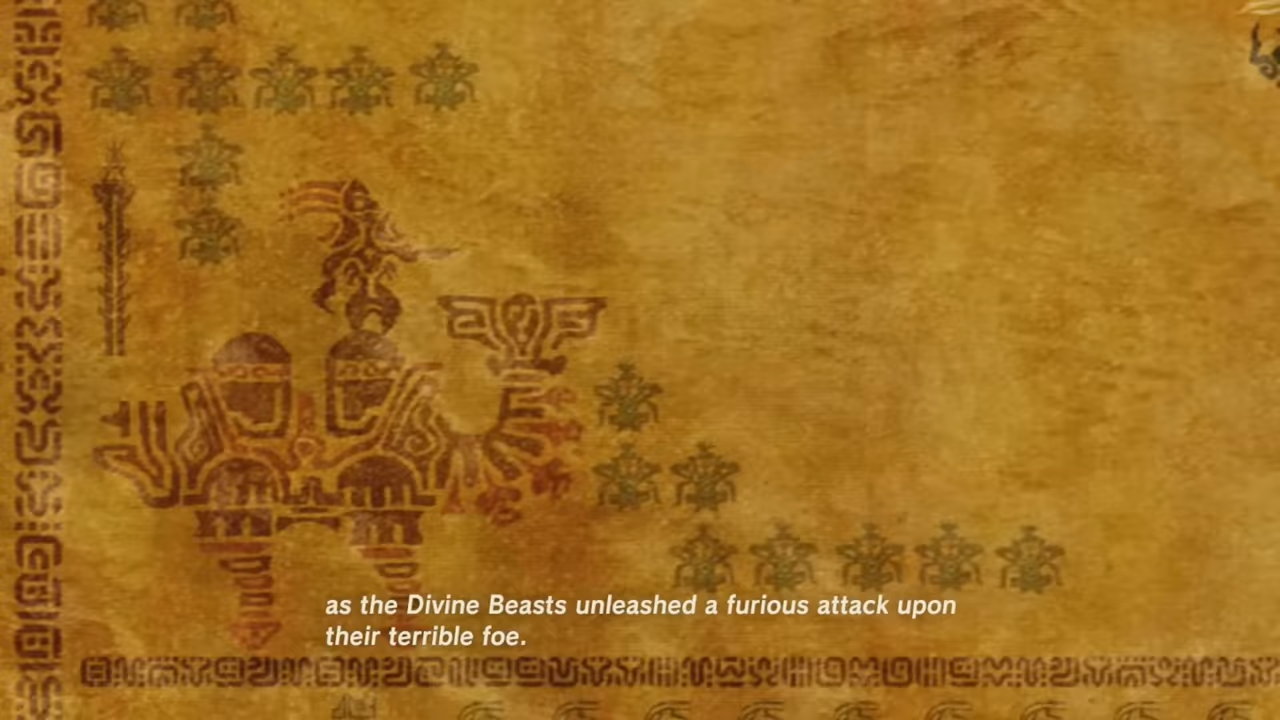 as the Divine Beasts unleashed a furious attack upon
their terrible foe.